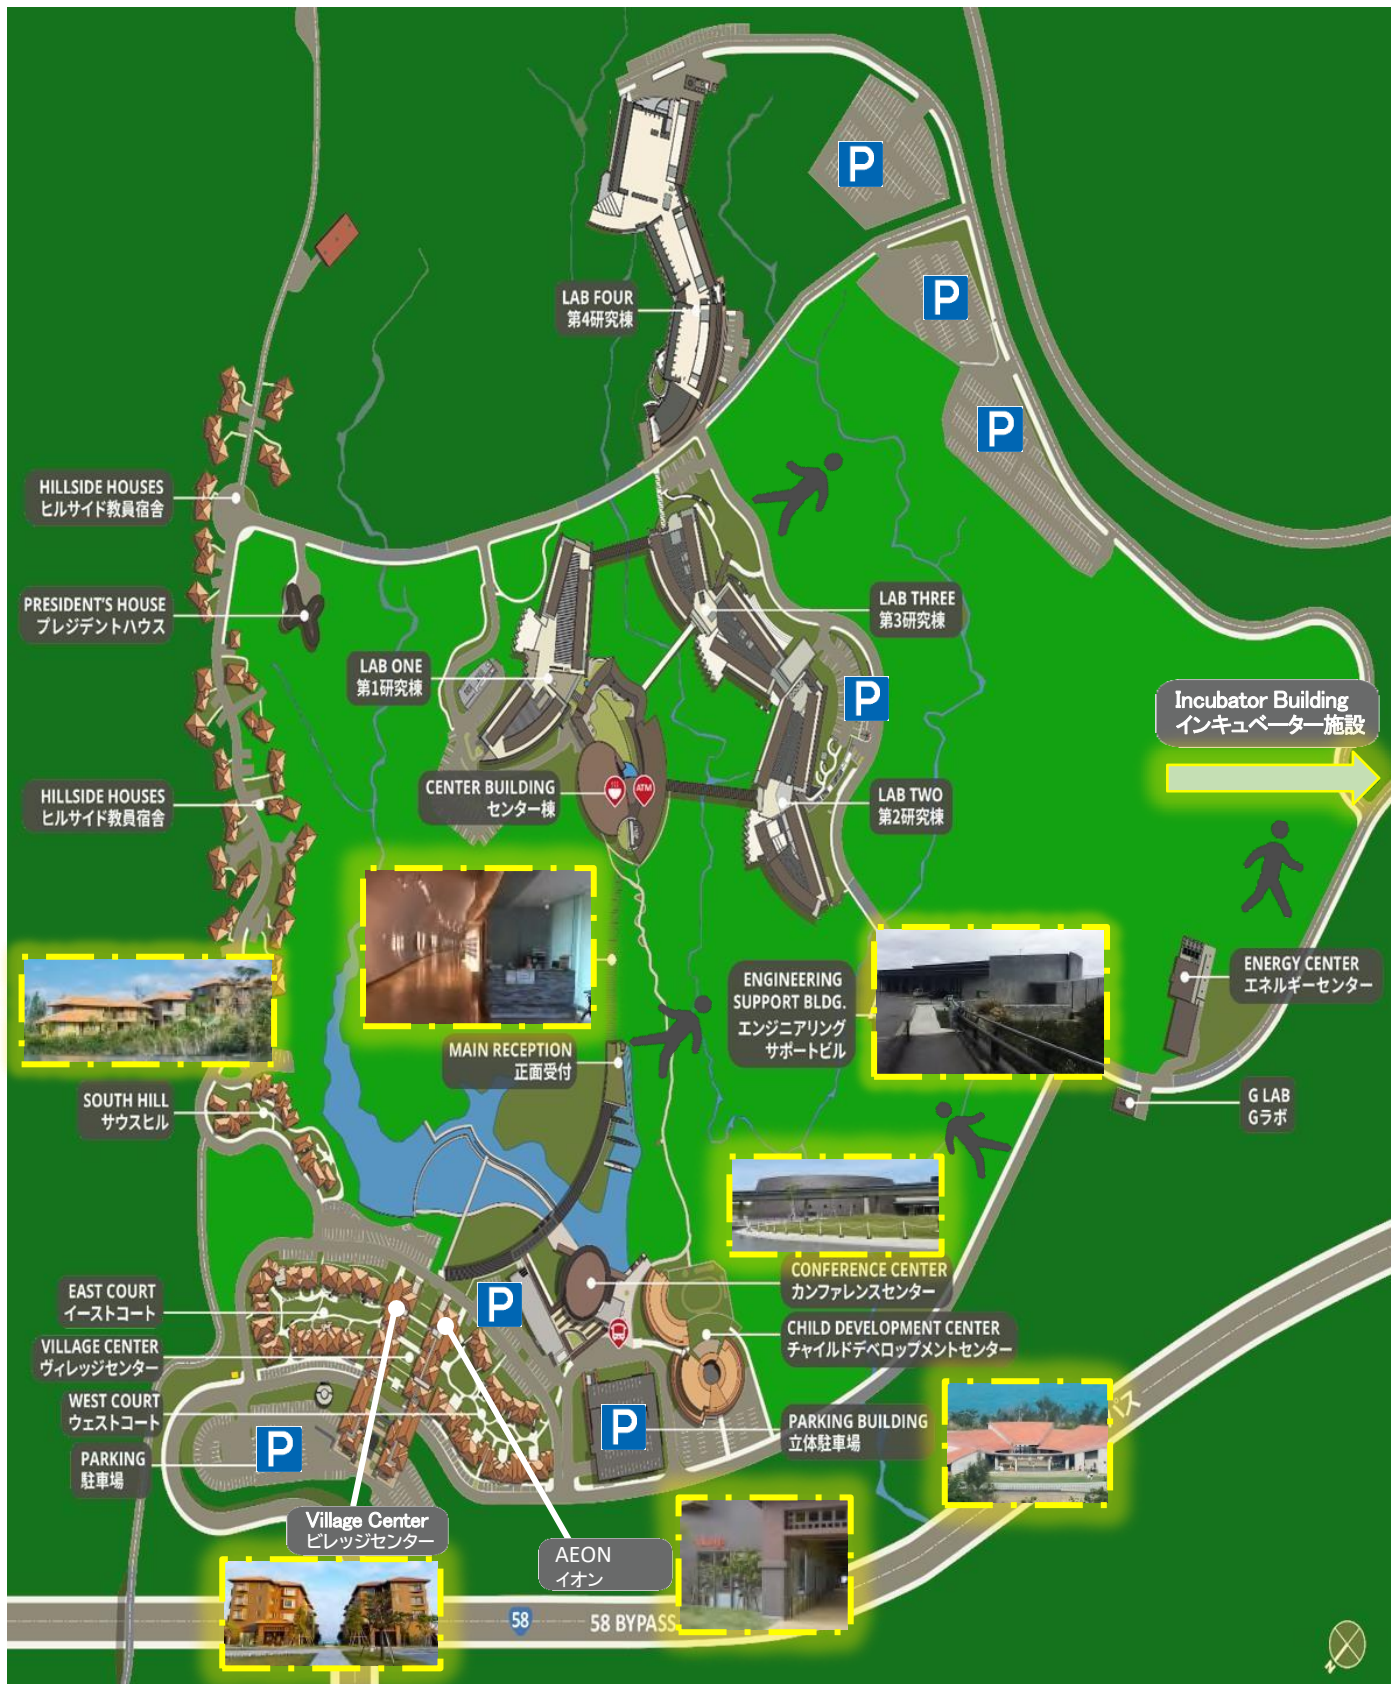 P
P
LAB FOUR
第4研究棟
P
HILLSIDE HOUSES
ヒルサイド教員宿舎
LAB THREE
第3研究棟
PRESIDENT'S HOUSE
プレジデントハウス
LAB ONE
第1研究棟
P
Incubator Building
インキュベーター施設
CENTER BUILDING
センター棟
ATM
LAB TWO
第2研究棟
HILLSIDE HOUSES
ヒルサイド教員宿舎
ENGINEERING
SUPPORT BLDG.
エンジニアリング
サポートビル
ENERGY CENTER
エネルギーセンター
MAIN RECEPTION
正面受付
SOUTH HILL
サウスヒル
G LAB
Gラボ
CONFERENCE CENTER
カンファレンスセンター
EAST COURT
イーストコート
P
CHILD DEVELOPMENT CENTER
チャイルドデベロップメントセンター
VILLAGE CENTER
ヴィレッジセンター
WEST COURT
ウェストコート
P
P
PARKING BUILDING
立体駐車場
パス
PARKING
駐車場
Village Center
ビレッジセンター
AEON
イオン
58
58 BYPASS
N